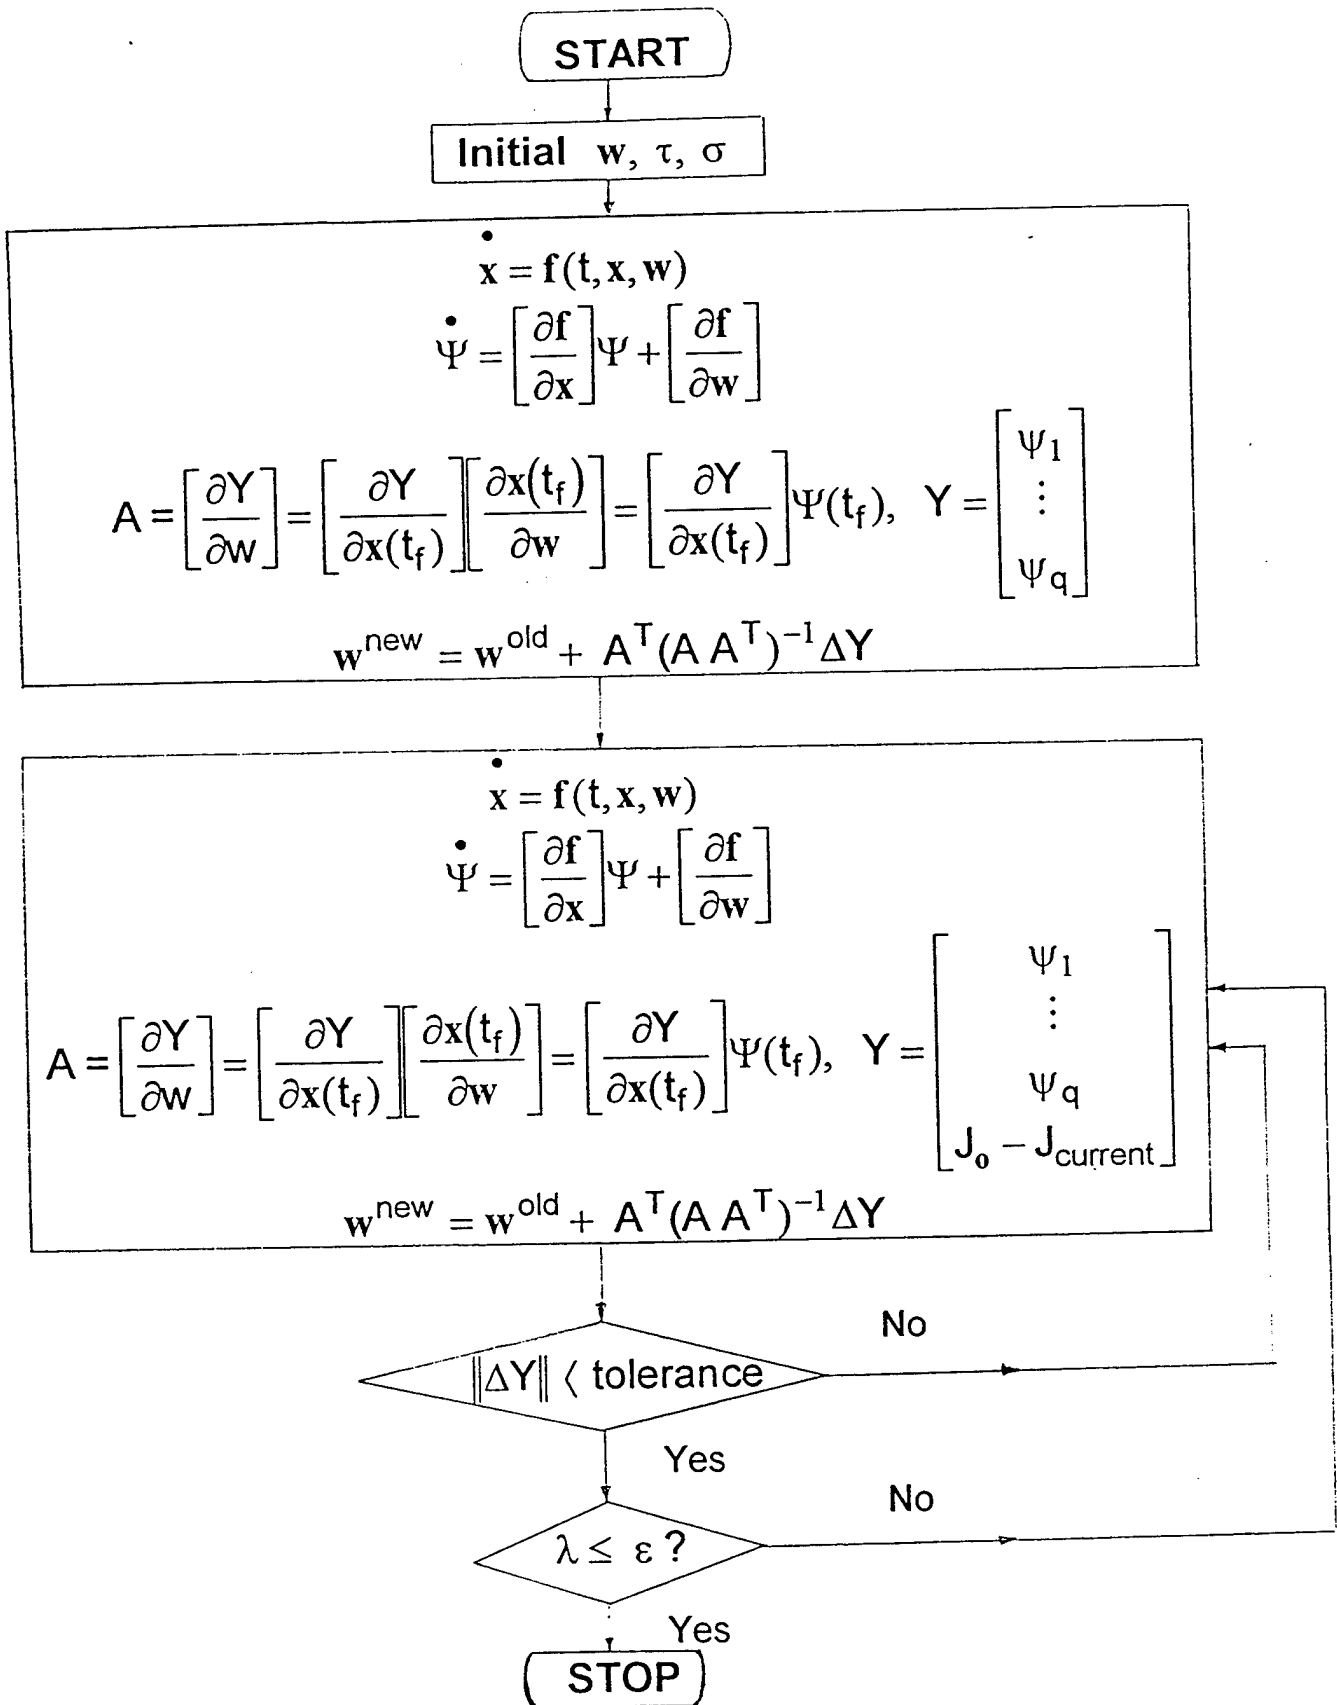 START
Initial w, τ, σ
ẋ = f(t, x, w)
Ψ̇ = [∂f/∂x]Ψ + [∂f/∂w]
A = [∂Y/∂w] = [∂Y/∂x(t_f)][∂x(t_f)/∂w] = [∂Y/∂x(t_f)]Ψ(t_f), Y = [ψ_1 ⋮ ψ_q]
w^new = w^old + A^T(A A^T)^−1 ΔY
ẋ = f(t, x, w)
Ψ̇ = [∂f/∂x]Ψ + [∂f/∂w]
A = [∂Y/∂w] = [∂Y/∂x(t_f)][∂x(t_f)/∂w] = [∂Y/∂x(t_f)]Ψ(t_f), Y = [ψ_1 ⋮ ψ_q J_o − J_current]
w^new = w^old + A^T(A A^T)^−1 ΔY
No
‖ΔY‖ ⟨ tolerance
Yes
No
λ ≤ ε ?
Yes
STOP